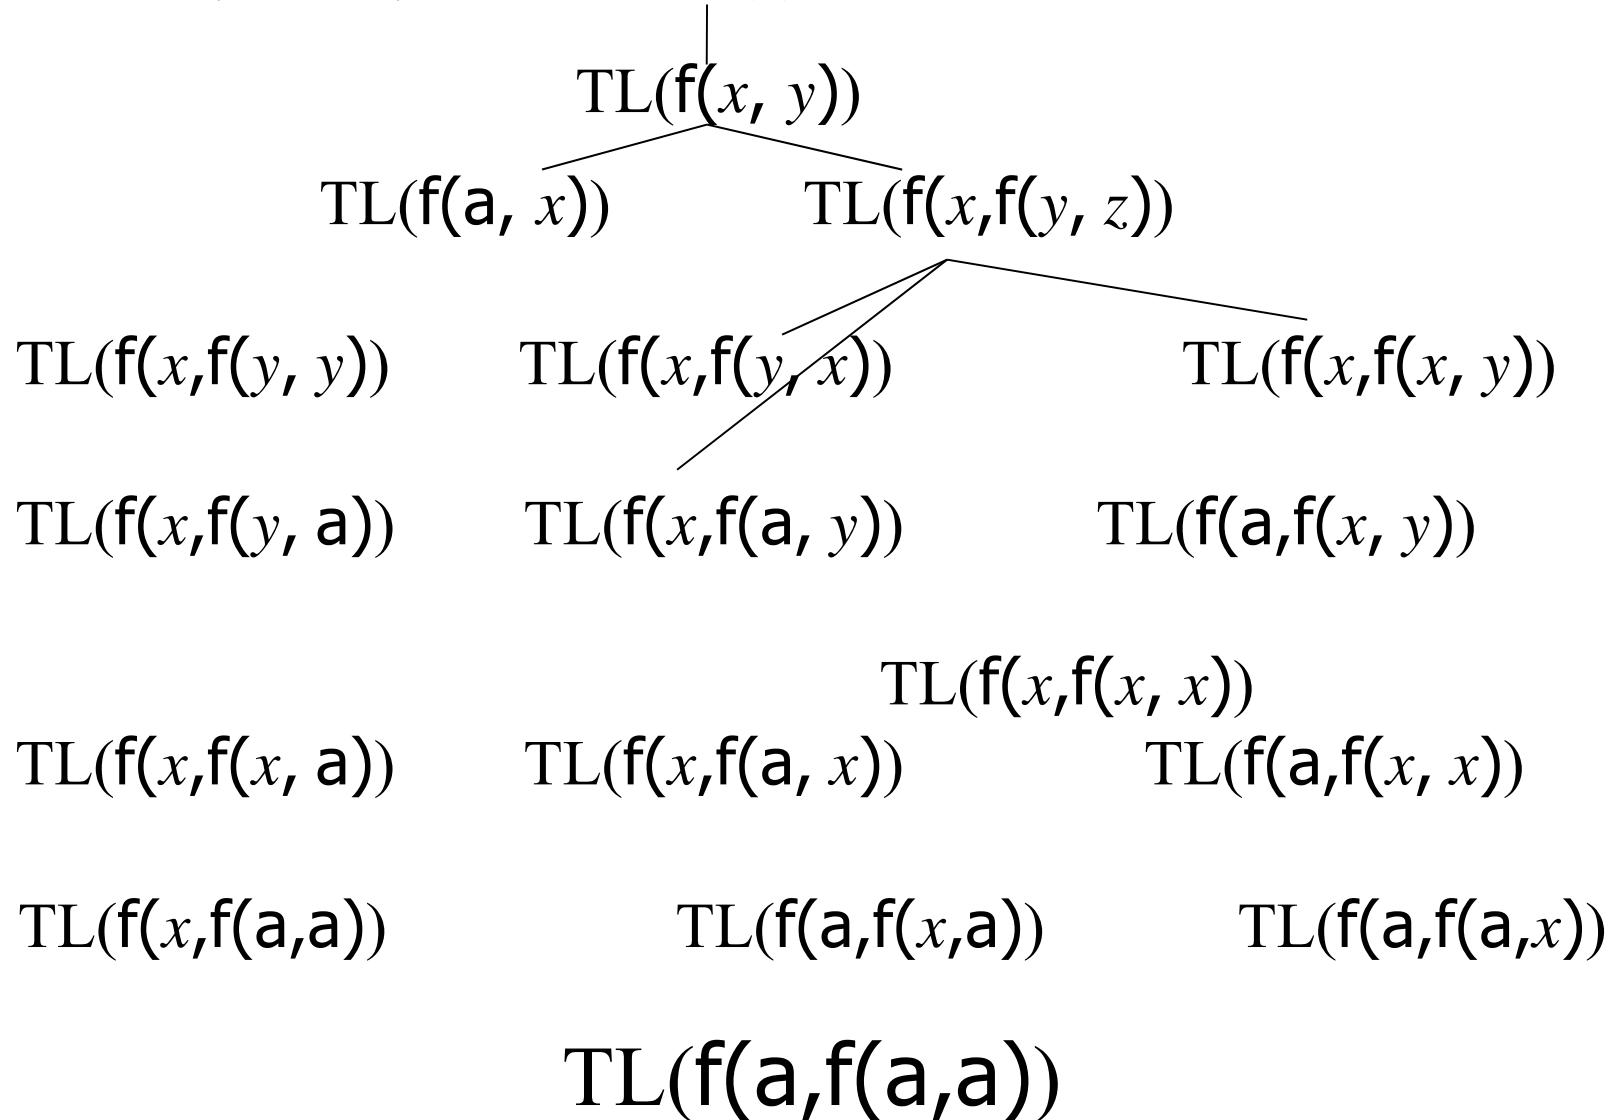 TL(f(x, y))
TL(f(a, x)) TL(f(x,f(y, z))
TL(f(x,f(y, y)) TL(f(x,f(y, x)) TL(f(x,f(x, y))
TL(f(x,f(y, a)) TL(f(x,f(a, y)) TL(f(a,f(x, y))
TL(f(x,f(x, x))
TL(f(x,f(x, a)) TL(f(x,f(a, x)) TL(f(a,f(x, x))
TL(f(x,f(a,a)) TL(f(a,f(x,a)) TL(f(a,f(a,x))
TL(f(a,f(a,a))